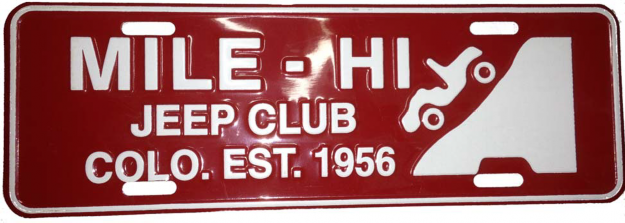 MILE - HI
JEEP CLUB
COLO. EST. 1956